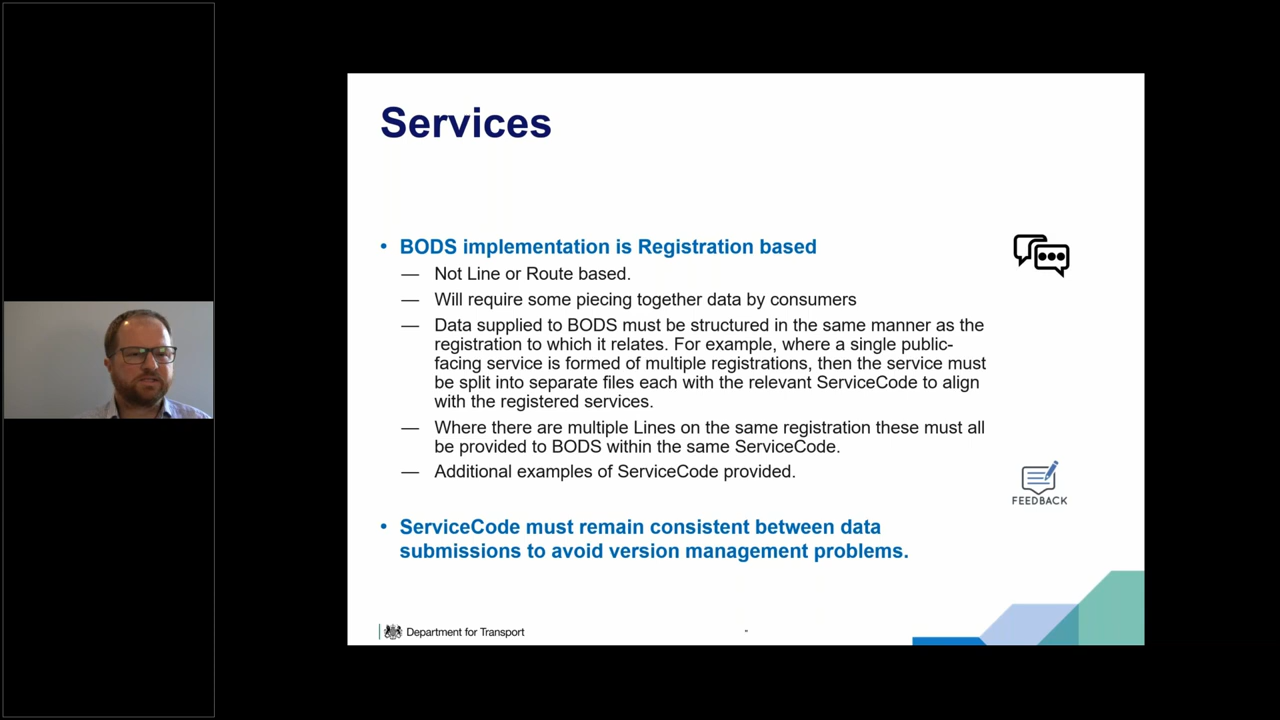 Services
• BODS implementation is Registration based
— Not Line or Route based.
— Will require some piecing together data by consumers
— Data supplied to BODS must be structured in the same manner as the
registration to which it relates. For example, where a single public-
facing service is formed of multiple registrations, then the service must
be split into separate files each with the relevant ServiceCode to align
with the registered services.
— Where there are multiple Lines on the same registration these must all
be provided to BODS within the same ServiceCode.
— Additional examples of ServiceCode provided.
FEEDBACK
• ServiceCode must remain consistent between data
submissions to avoid version management problems.
Department for Transport